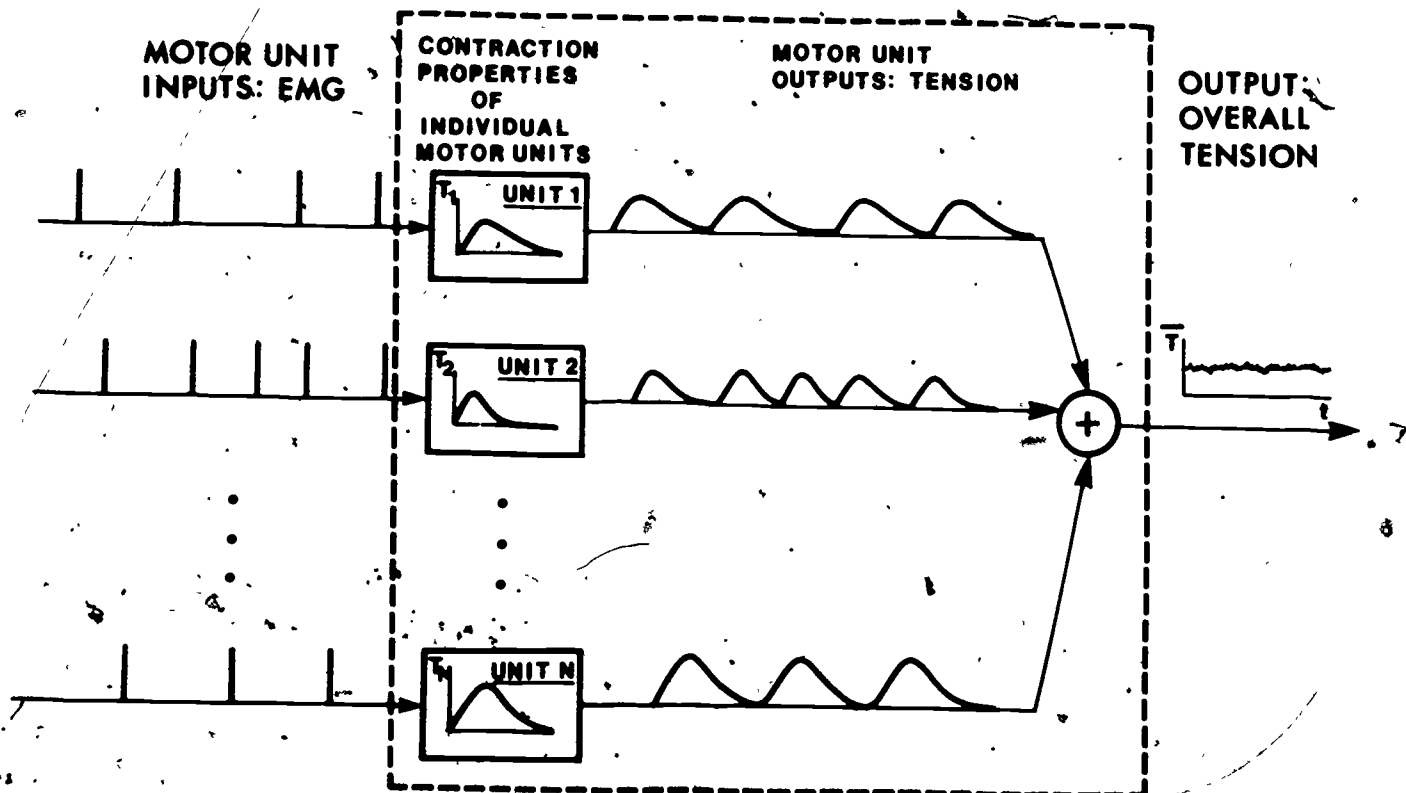 MOTOR UNIT
INPUTS: EMG
CONTRACTION
PROPERTIES
OF
INDIVIDUAL
MOTOR UNITS
MOTOR UNIT
OUTPUTS: TENSION
OUTPUT:
OVERALL
TENSION
T1 UNIT 1
T2 UNIT 2
T̅
t
+
TN UNIT N